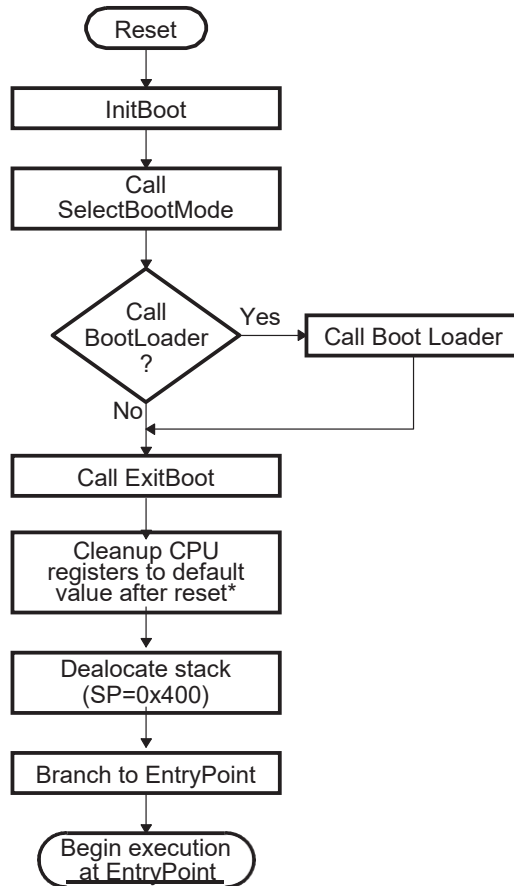 Reset
InitBoot
Call
SelectBootMode
Call
BootLoader
?
Yes
Call Boot Loader
No
Call ExitBoot
Cleanup CPU
registers to default
value after reset*
Dealocate stack
(SP=0x400)
Branch to EntryPoint
Begin execution
at EntryPoint